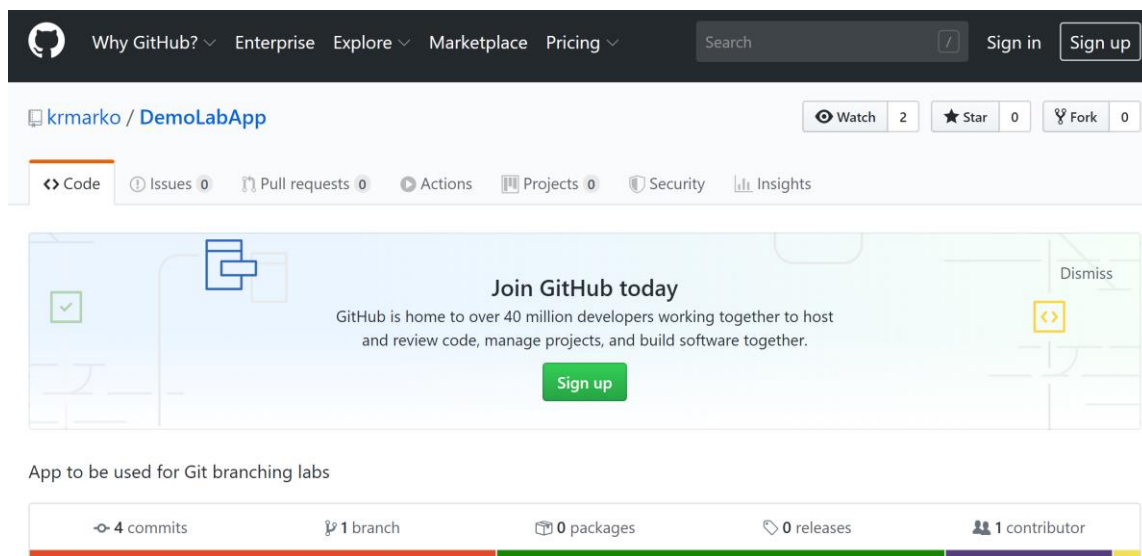 Why GitHub? Enterprise Explore Marketplace Pricing Search / Sign in Sign up
krmarko / DemoLabApp Watch 2 Star 0 Fork 0
<> Code Issues 0 Pull requests 0 Actions Projects 0 Security Insights
Join GitHub today
Dismiss
GitHub is home to over 40 million developers working together to host
and review code, manage projects, and build software together.
Sign up
App to be used for Git branching labs
4 commits 1 branch 0 packages 0 releases 1 contributor